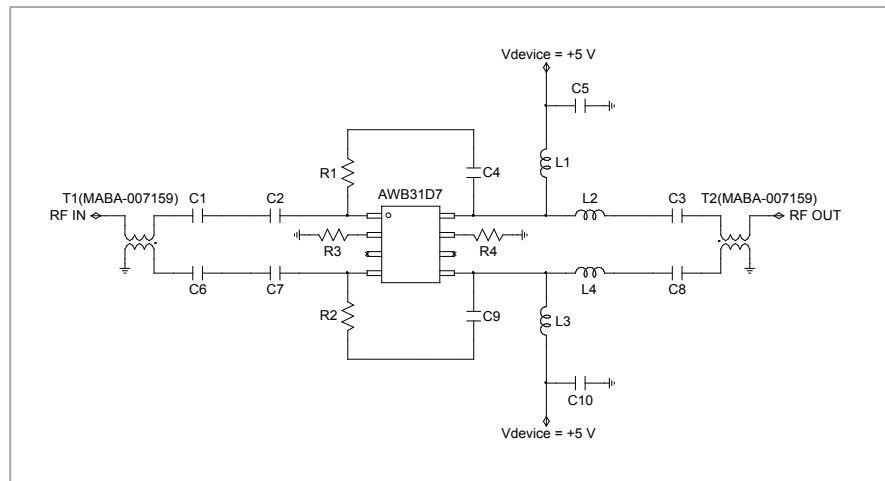 Vdevice = +5 V
C5
R1
C4
L1
AWB31D7
T1(MABA-007159)
C1
C2
L2
C3
T2(MABA-007159)
RF IN
RF OUT
R3
R4
C6
C7
L4
C8
R2
C9
L3
C10
Vdevice = +5 V